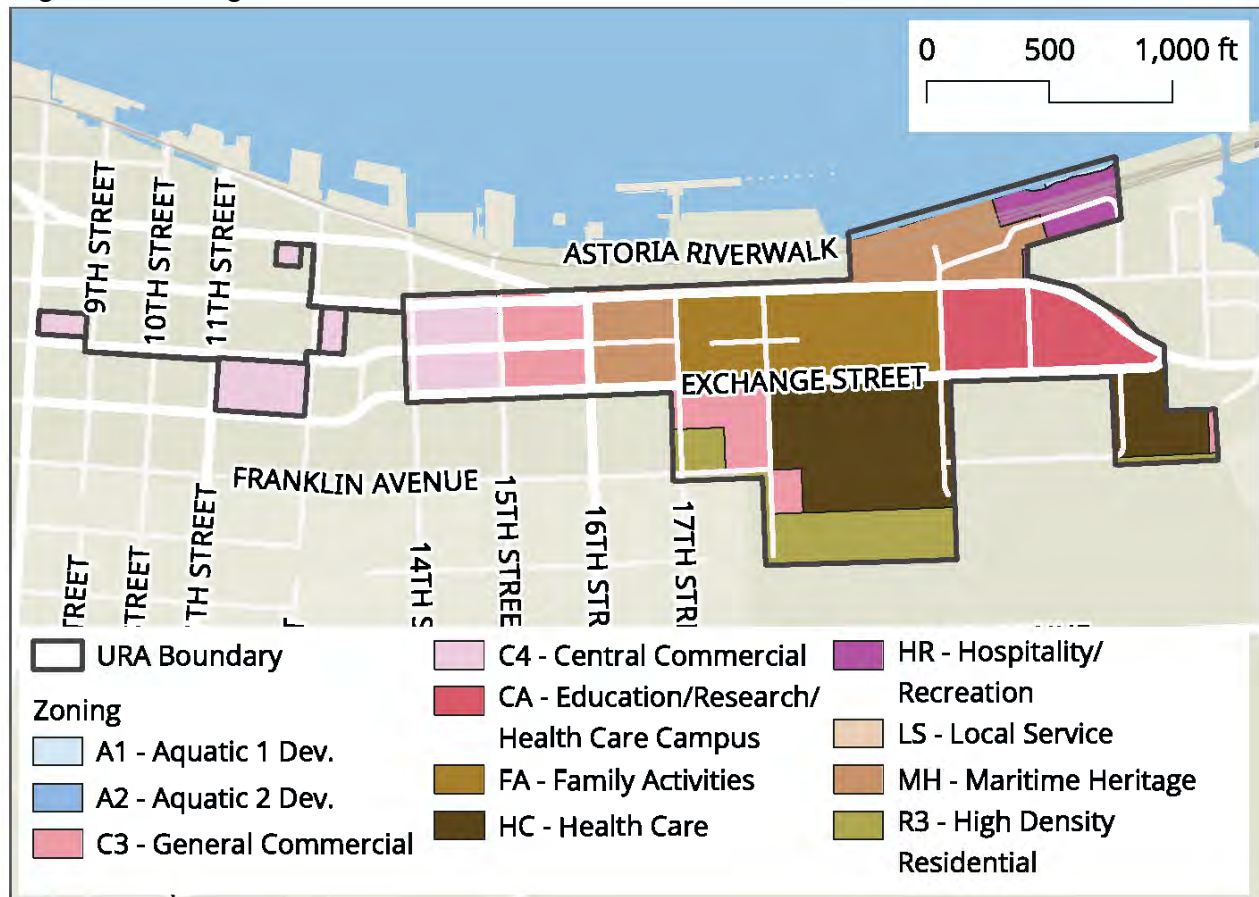 0 500 1,000 ft
9TH STREET
10TH STREET
11TH STREET
ASTORIA RIVERWALK
EXCHANGE STREET
FRANKLIN AVENUE
TREET
TREET
TH STREET
14TH S
15TH STREE
16TH STR
17TH STRE
URA Boundary
Zoning
A1 - Aquatic 1 Dev.
A2 - Aquatic 2 Dev.
C3 - General Commercial
C4 - Central Commercial
CA - Education/Research/
Health Care Campus
FA - Family Activities
HC - Health Care
HR - Hospitality/
Recreation
LS - Local Service
MH - Maritime Heritage
R3 - High Density
Residential